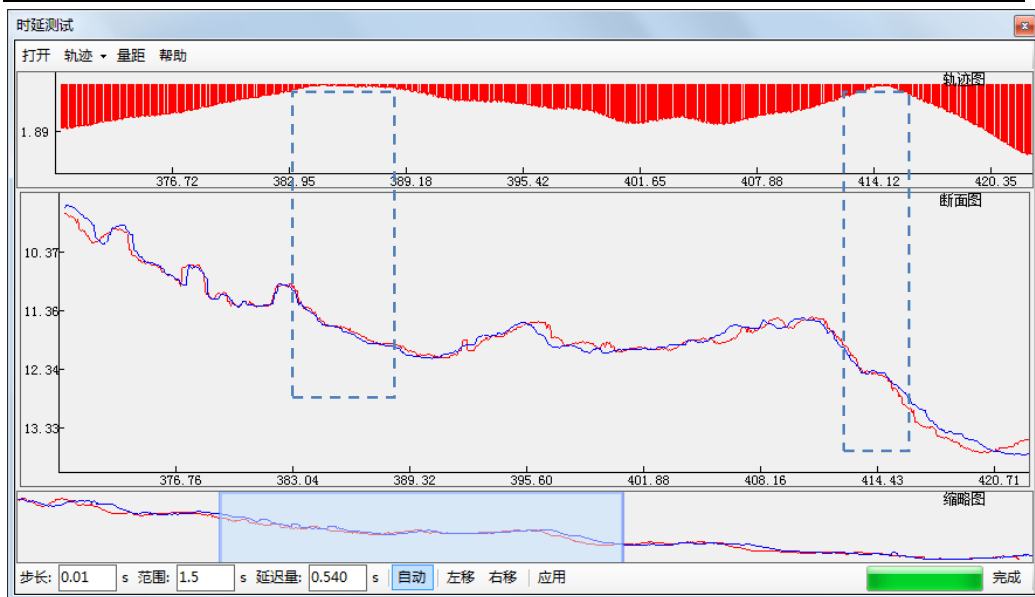 时延测试
打开 轨迹 量距 帮助
轨迹图
1.89
376.72 382.95 389.18 395.42 401.65 407.88 414.12 420.35
断面图
10.37
11.36
12.34
13.33
376.76 383.04 389.32 395.60 401.88 408.16 414.43 420.71
缩略图
步长: 0.01 s 范围: 1.5 s 延迟量: 0.540 s 自动 左移 右移 应用 完成